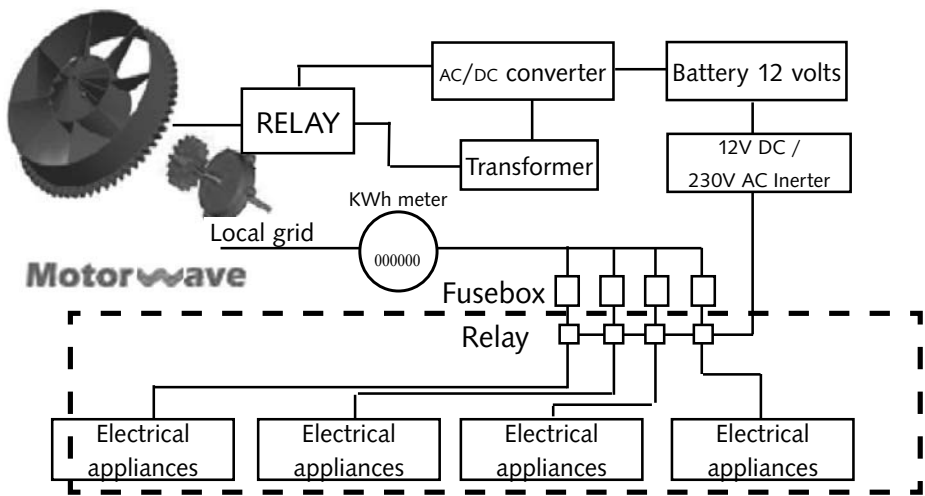 AC/DC converter
Battery 12 volts
RELAY
Transformer
12V DC /
230V AC Inerter
KWh meter
Local grid
000000
Motorwave
Fusebox
Relay
Electrical
appliances
Electrical
appliances
Electrical
appliances
Electrical
appliances